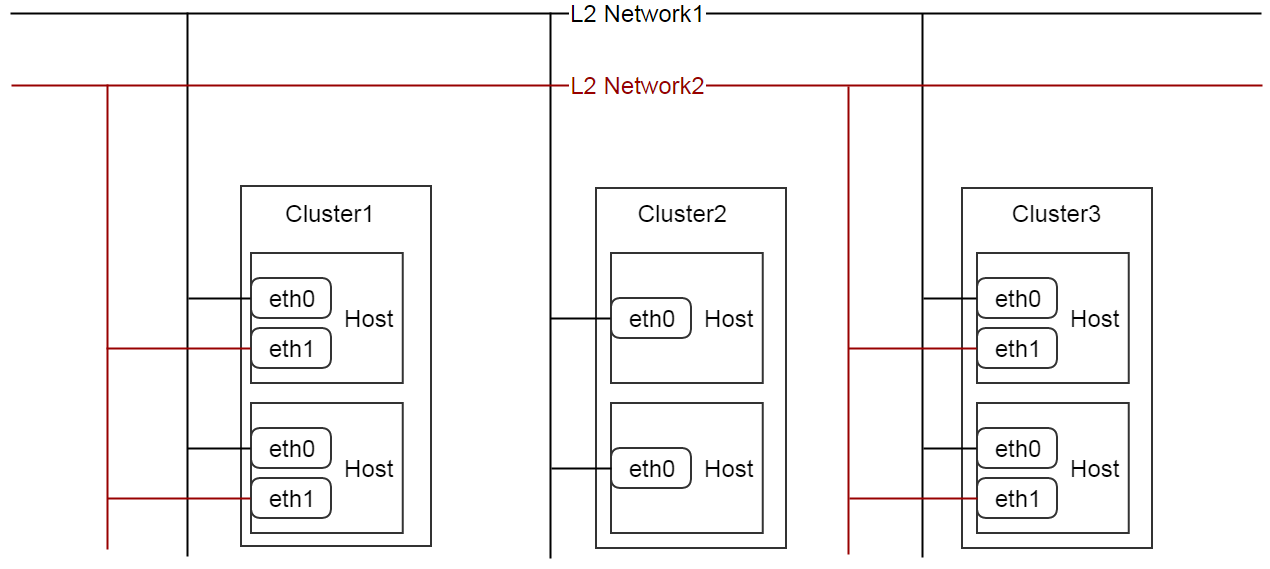 L2 Network1
L2 Network2
Cluster1
eth0
Host
eth1
eth0
Host
eth1
Cluster2
eth0 Host
eth0 Host
Cluster3
eth0
Host
eth1
eth0
Host
eth1